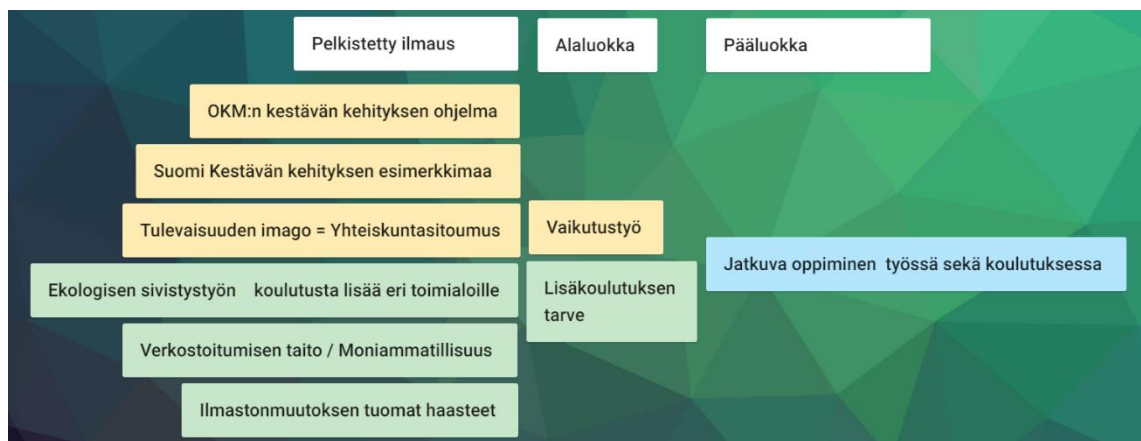 Pelkistetty ilmaus
Alaluokka
Pääluokka
OKM:n kestävän kehityksen ohjelma
Suomi Kestävän kehityksen esimerkkimaa
Tulevaisuuden imago = Yhteiskuntasitoumus
Vaikutustyö
Jatkuva oppiminen työssä sekä koulutuksessa
Ekologisen sivistystyön koulutusta lisää eri toimialoille
Lisäkoulutuksen
tarve
Verkostoitumisen taito / Moniammatillisuus
Ilmastonmuutoksen tuomat haasteet